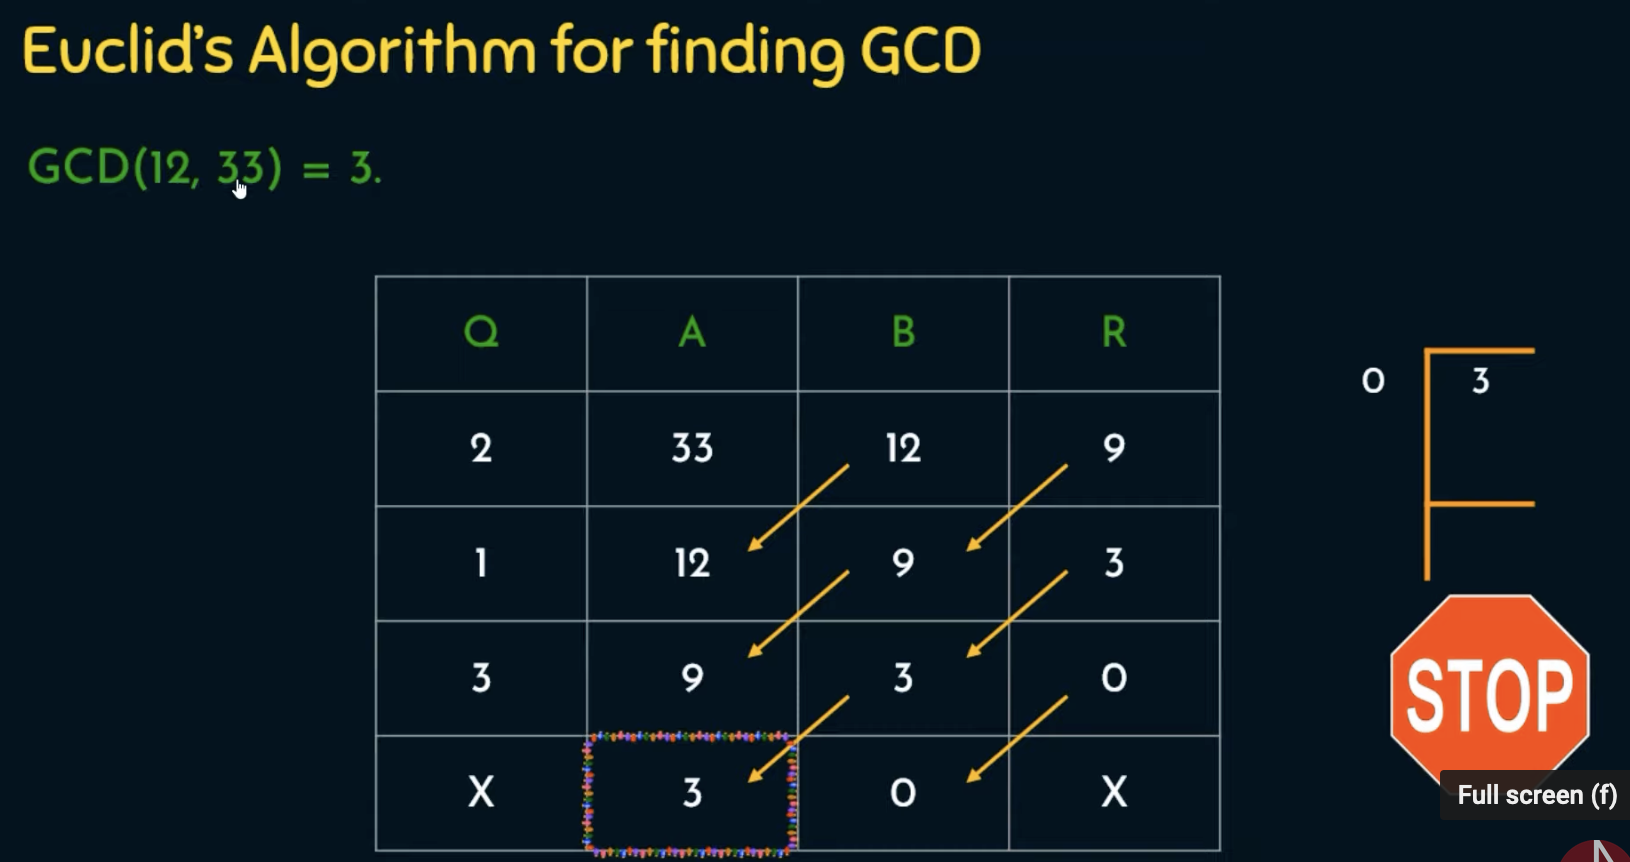 Euclid's Algorithm for finding GCD
GCD(12, 33) = 3.
Q A B R
2 33 12 9
1 12 9 3
3 9 3 0
X 3 0 X
0 3
STOP
Full screen (f)